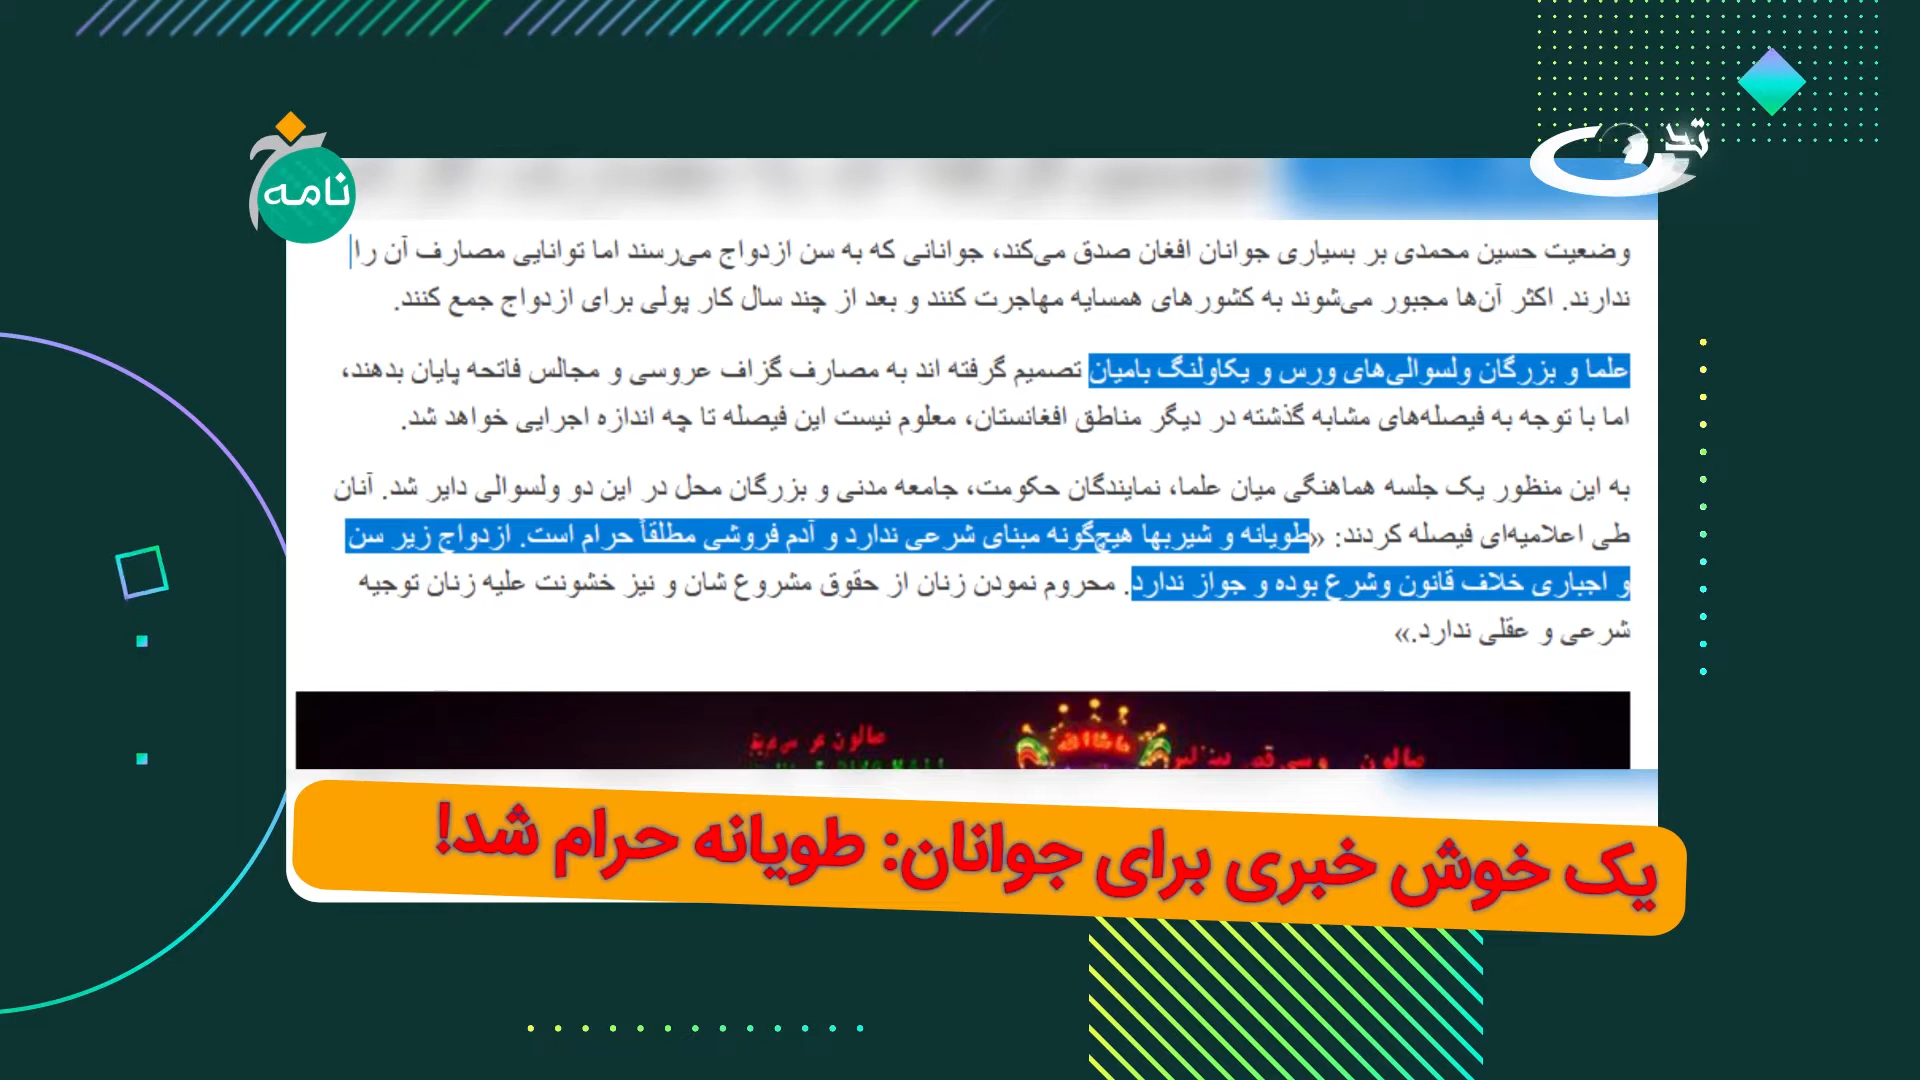 نامه
تمدن
وضعیت حسین محمدی بر بسیاری جوانان افغان صدق می‌کند، جوانانی که به سن ازدواج می‌رسند اما توانایی مصارف آن را
ندارند. اکثر آن‌ها مجبور می‌شوند به کشورهای همسایه مهاجرت کنند و بعد از چند سال کار پولی برای ازدواج جمع کنند.
علما و بزرگان ولسوالی‌های ورس و یکاولنگ بامیان تصمیم گرفته اند به مصارف گزاف عروسی و مجالس فاتحه پایان بدهند،
اما با توجه به فیصله‌های مشابه گذشته در دیگر مناطق افغانستان، معلوم نیست این فیصله تا چه اندازه اجرایی خواهد شد.
به این منظور یک جلسه هماهنگی میان علما، نمایندگان حکومت، جامعه مدنی و بزرگان محل در این دو ولسوالی دایر شد. آنان
طی اعلامیه‌ای فیصله کردند: «طویانه و شیربها هیچ‌گونه مبنای شرعی ندارد و آدم فروشی مطلقاً حرام است. ازدواج زیر سن
و اجباری خلاف قانون وشرع بوده و جواز ندارد. محروم نمودن زنان از حقوق مشروع شان و نیز خشونت علیه زنان توجیه
شرعی و عقلی ندارد.»
ماشاالله
سالون
یک خوش خبری برای جوانان: طویانه حرام شد!